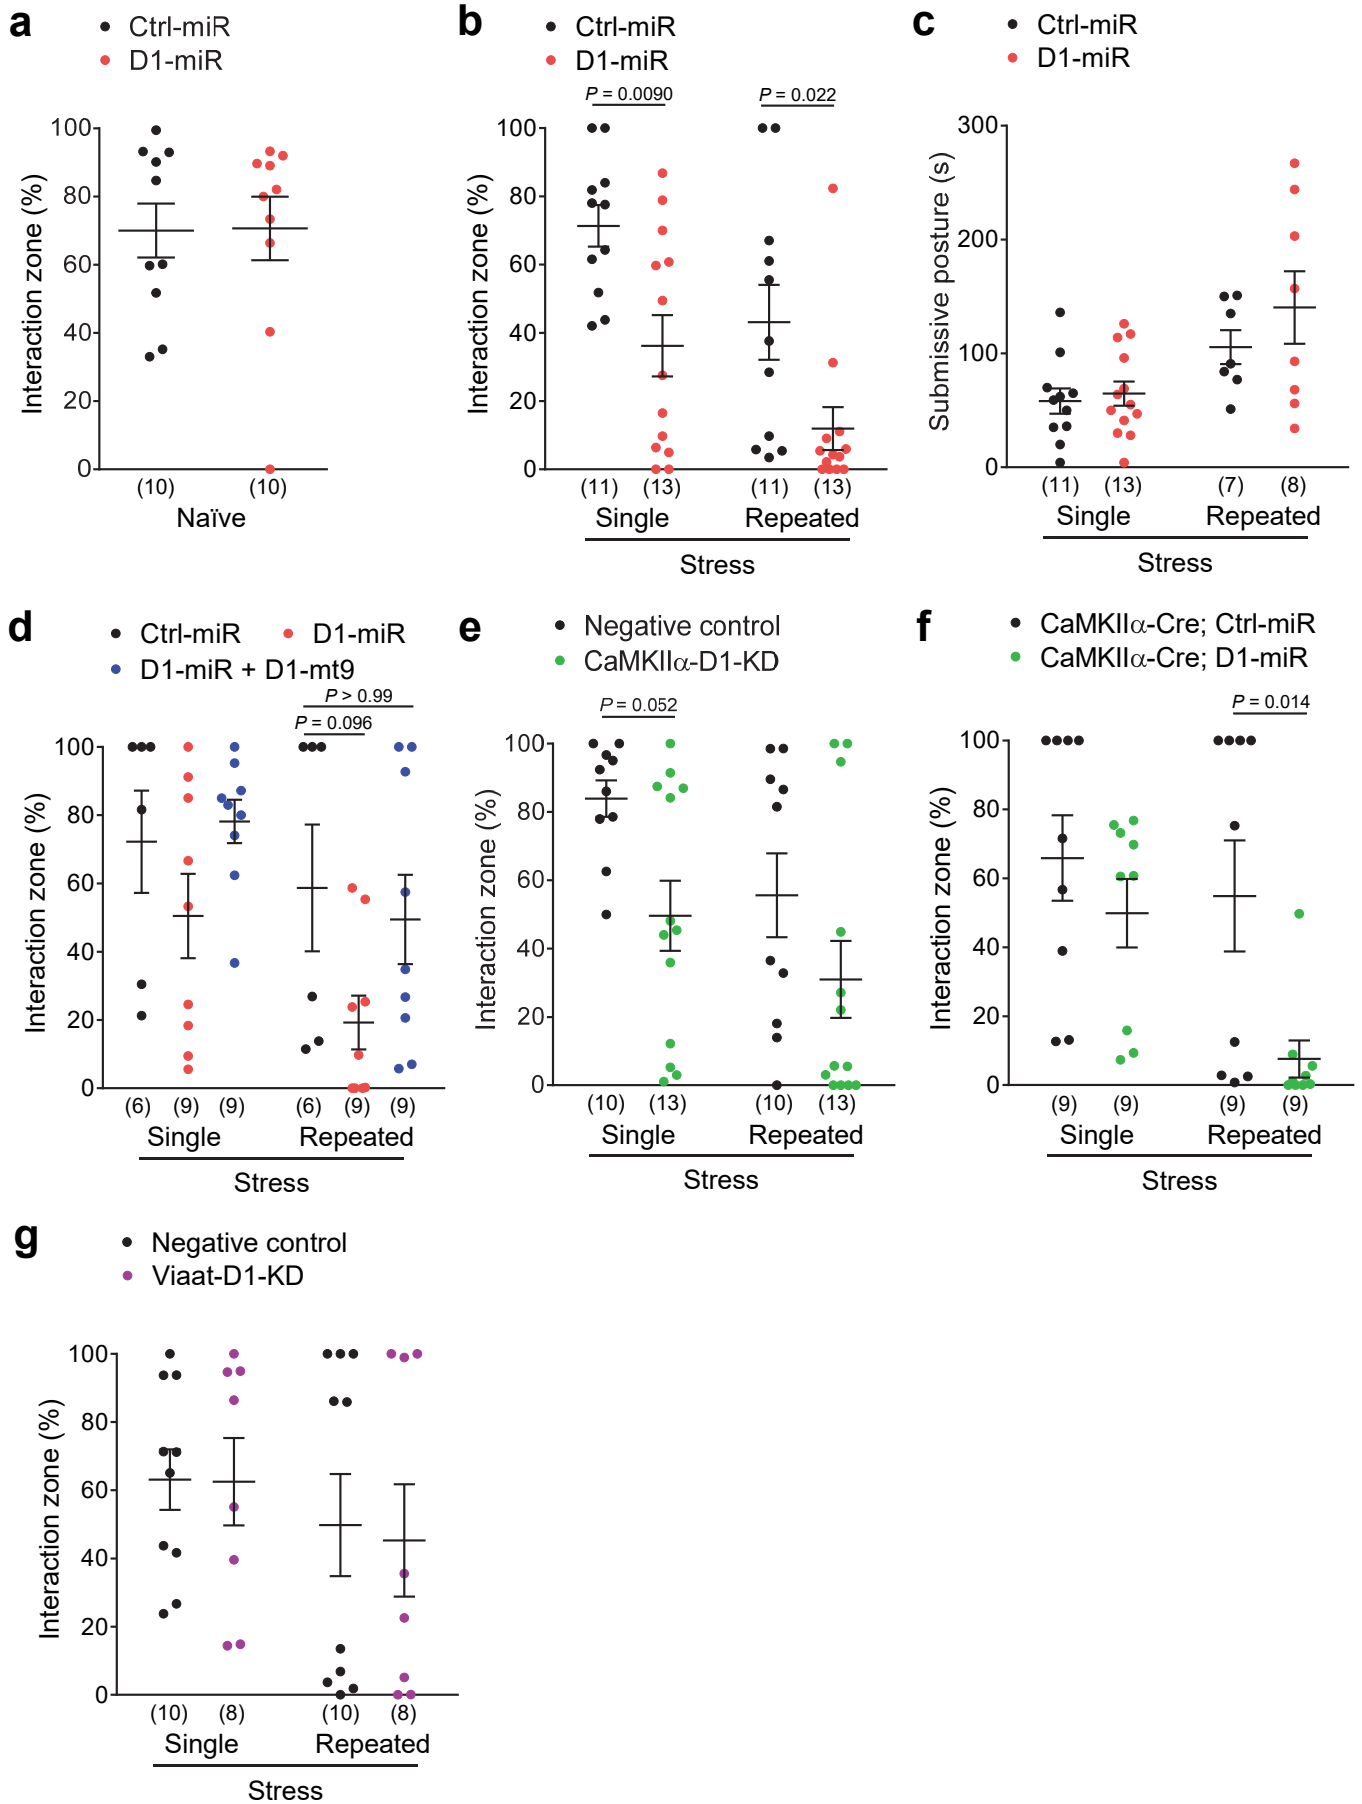 a
Ctrl-miR
D1-miR
Interaction zone (%)
100
80
60
40
20
0
(10) (10)
Naïve
b
Ctrl-miR
D1-miR
P = 0.0090 P = 0.022
Interaction zone (%)
100
80
60
40
20
0
(11) (13) (11) (13)
Single Repeated
Stress
c
Ctrl-miR
D1-miR
Submissive posture (s)
300
200
100
0
(11) (13) (7) (8)
Single Repeated
Stress
d
Ctrl-miR D1-miR
D1-miR + D1-mt9
P > 0.99
P = 0.096
Interaction zone (%)
100
80
60
40
20
0
(6) (9) (9) (6) (9) (9)
Single Repeated
Stress
e
Negative control
CaMKIIα-D1-KD
P = 0.052
Interaction zone (%)
100
80
60
40
20
0
(10) (13) (10) (13)
Single Repeated
Stress
f
CaMKIIα-Cre; Ctrl-miR
CaMKIIα-Cre; D1-miR
P = 0.014
Interaction zone (%)
100
80
60
40
20
0
(9) (9) (9) (9)
Single Repeated
Stress
g
Negative control
Viaat-D1-KD
Interaction zone (%)
100
80
60
40
20
0
(10) (8) (10) (8)
Single Repeated
Stress